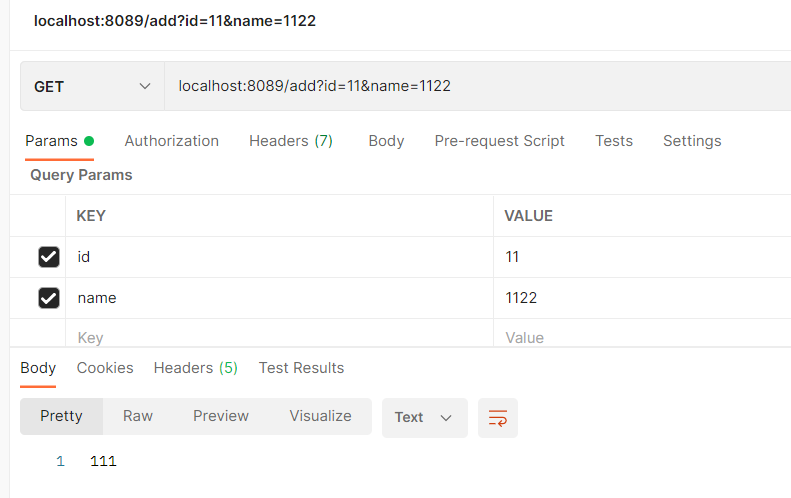 localhost:8089/add?id=11&name=1122
GET localhost:8089/add?id=11&name=1122
Params Authorization Headers (7) Body Pre-request Script Tests Settings
Query Params
KEY VALUE
id 11
name 1122
Key Value
Body Cookies Headers (5) Test Results
Pretty Raw Preview Visualize Text
1 111